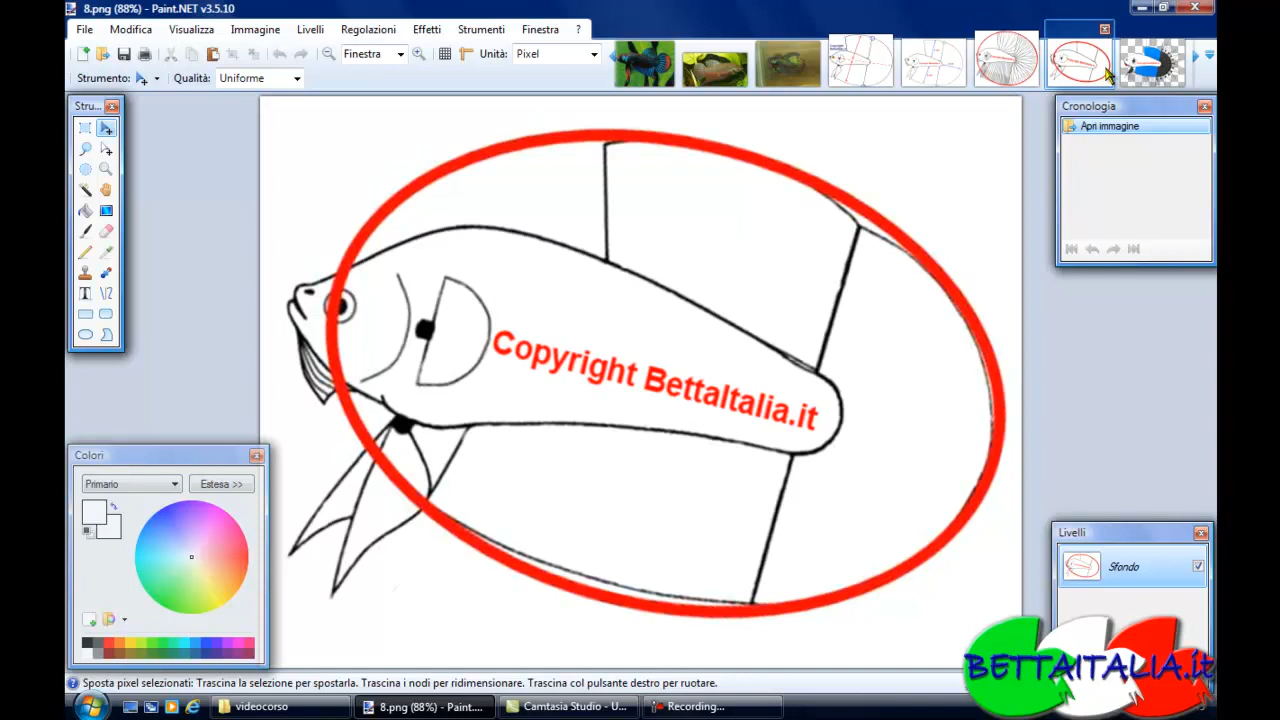 8.png (88%) - Paint.NET v3.5.10
File Modifica Visualizza Immagine Livelli Regolazioni Effetti Strumenti Finestra ?
Finestra Unità: Pixel
Strumento: Qualità: Uniforme
Stru...
Cronologia
Apri immagine
Copyright BettaItalia.it
Colori
Primario Estesa >>
Livelli
Sfondo
BETTAITALIA.it
Sposta pixel selezionati: Trascina la selezione per spostarla. Trascina i nodi per ridimensionare. Trascina col pulsante destro per ruotare.
videocorso 8.png (88%) - Paint.... Camtasia Studio - U... Recording...